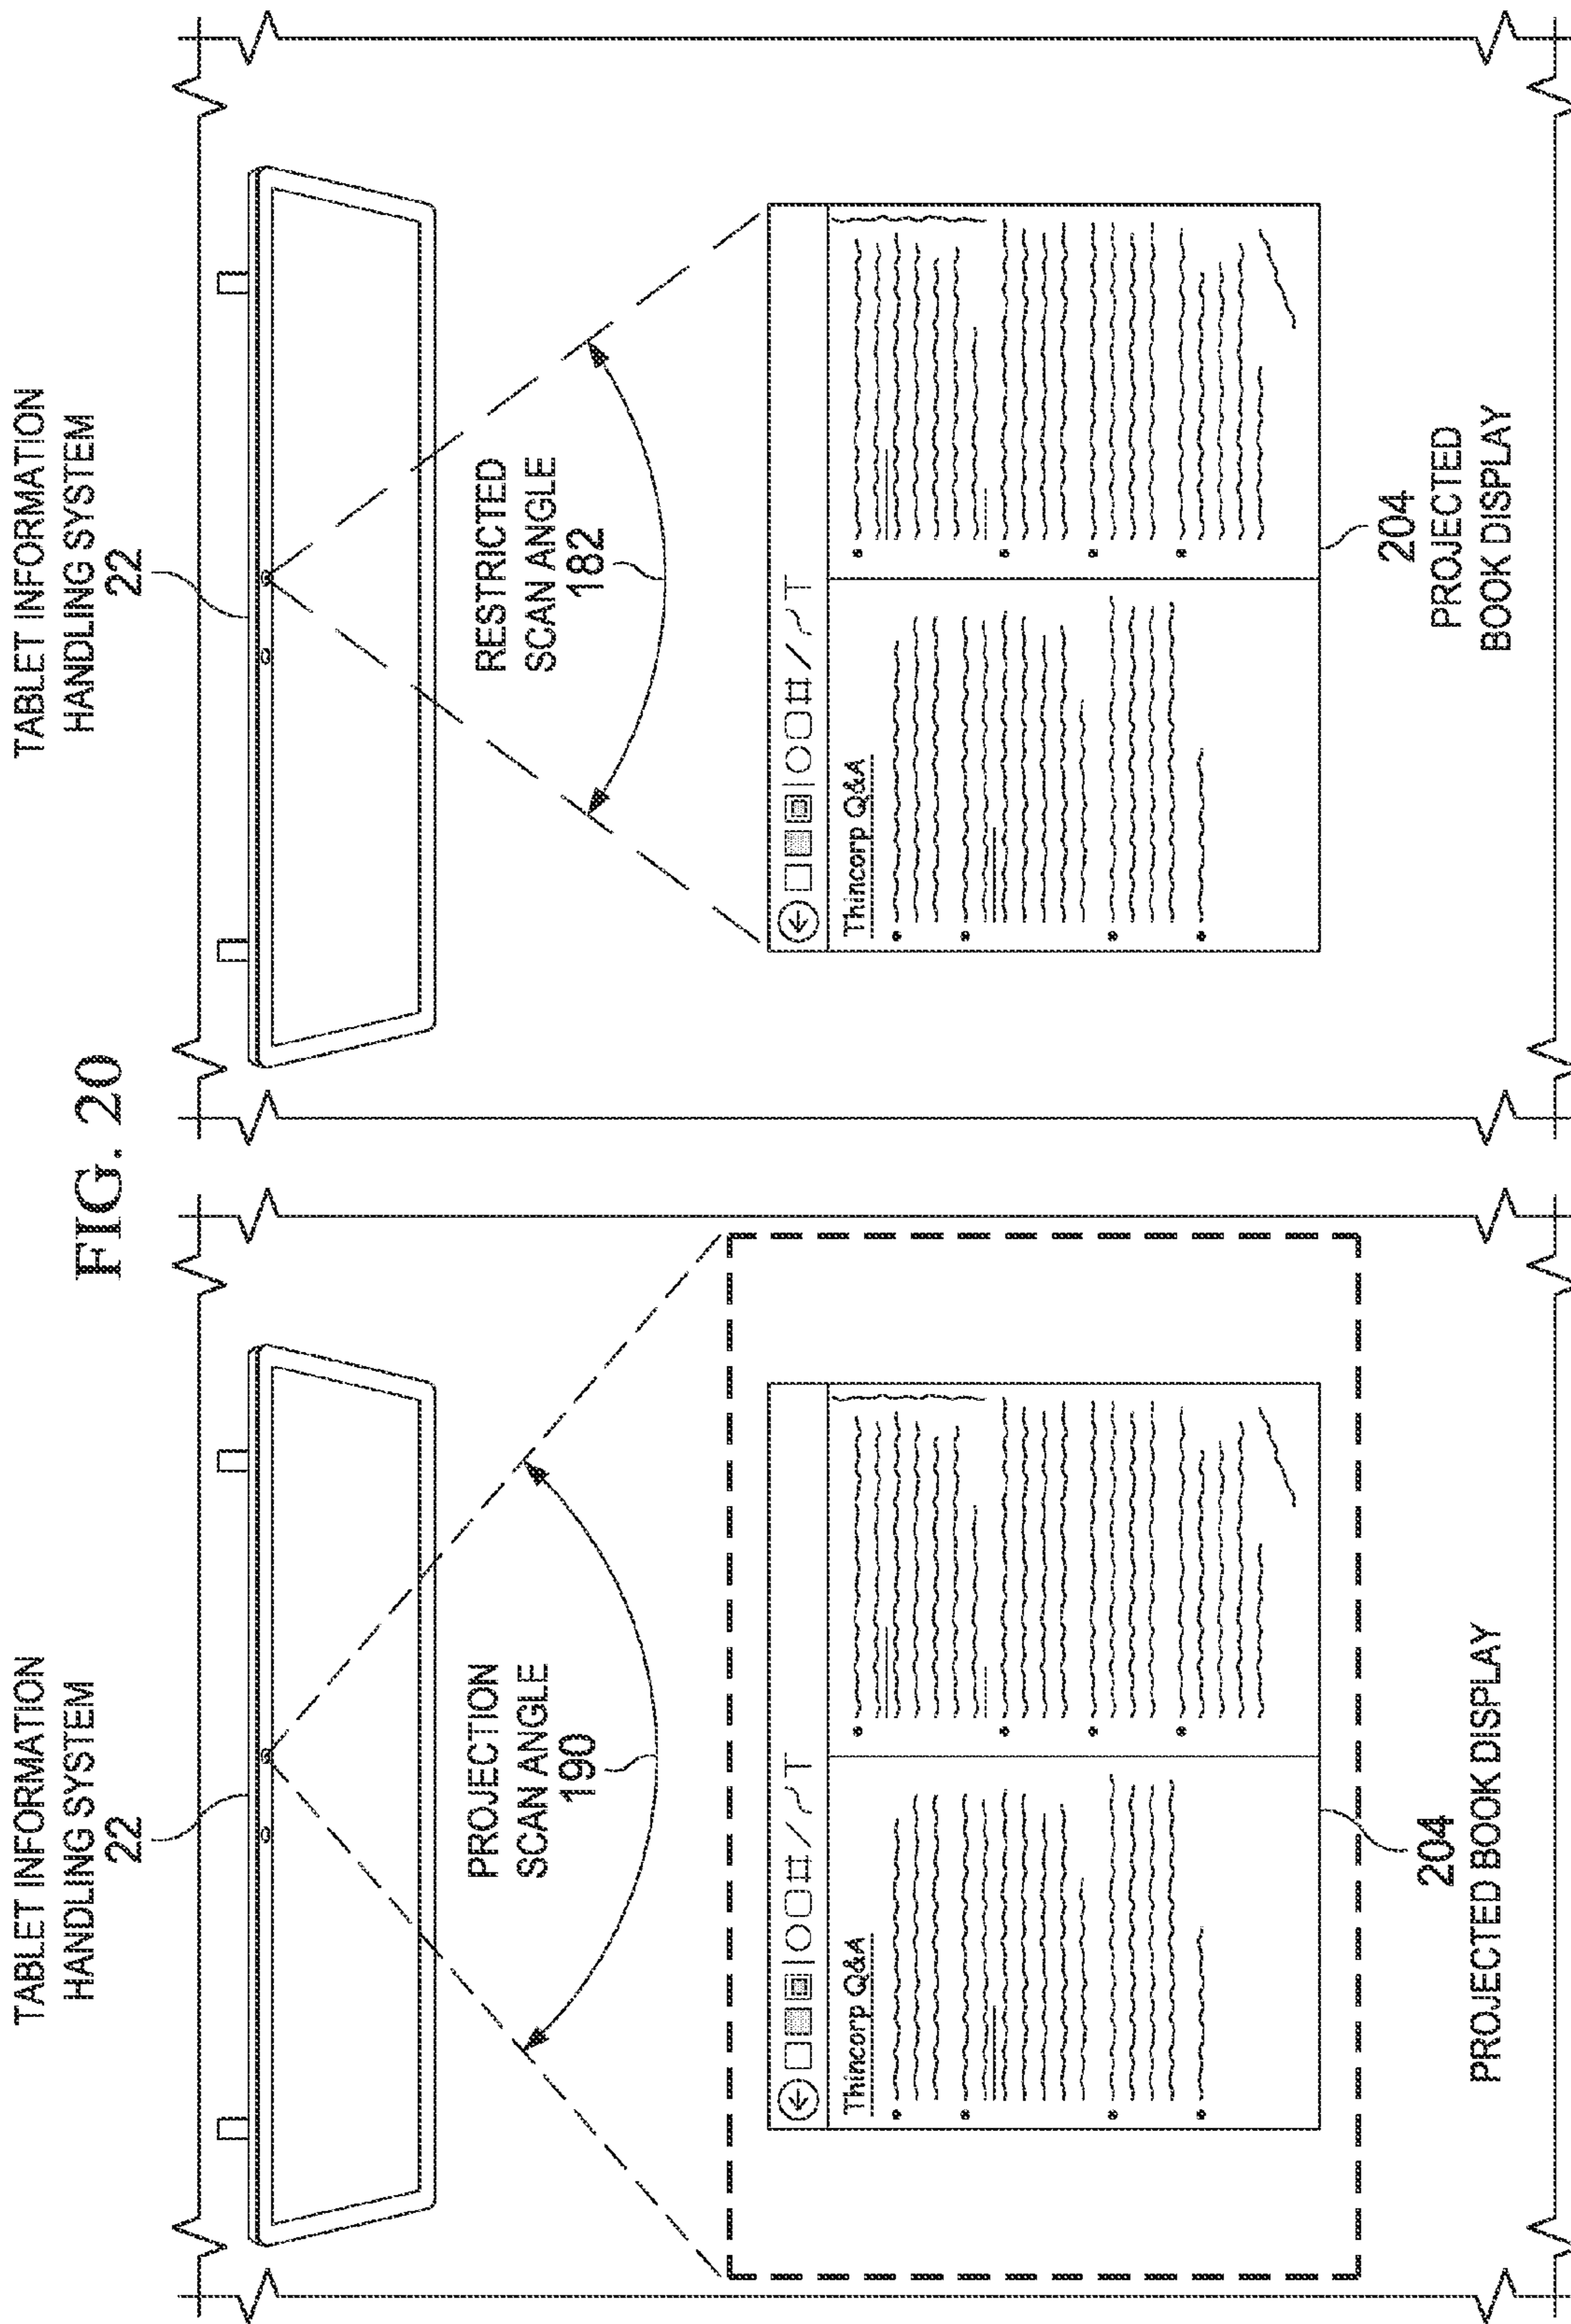 FIG. 20
TABLET INFORMATION
HANDLING SYSTEM
22
PROJECTION
SCAN ANGLE
190
T
Thincorp Q&A
204
PROJECTED BOOK DISPLAY
TABLET INFORMATION
HANDLING SYSTEM
22
RESTRICTED
SCAN ANGLE
182
T
Thincorp Q&A
204
PROJECTED
BOOK DISPLAY